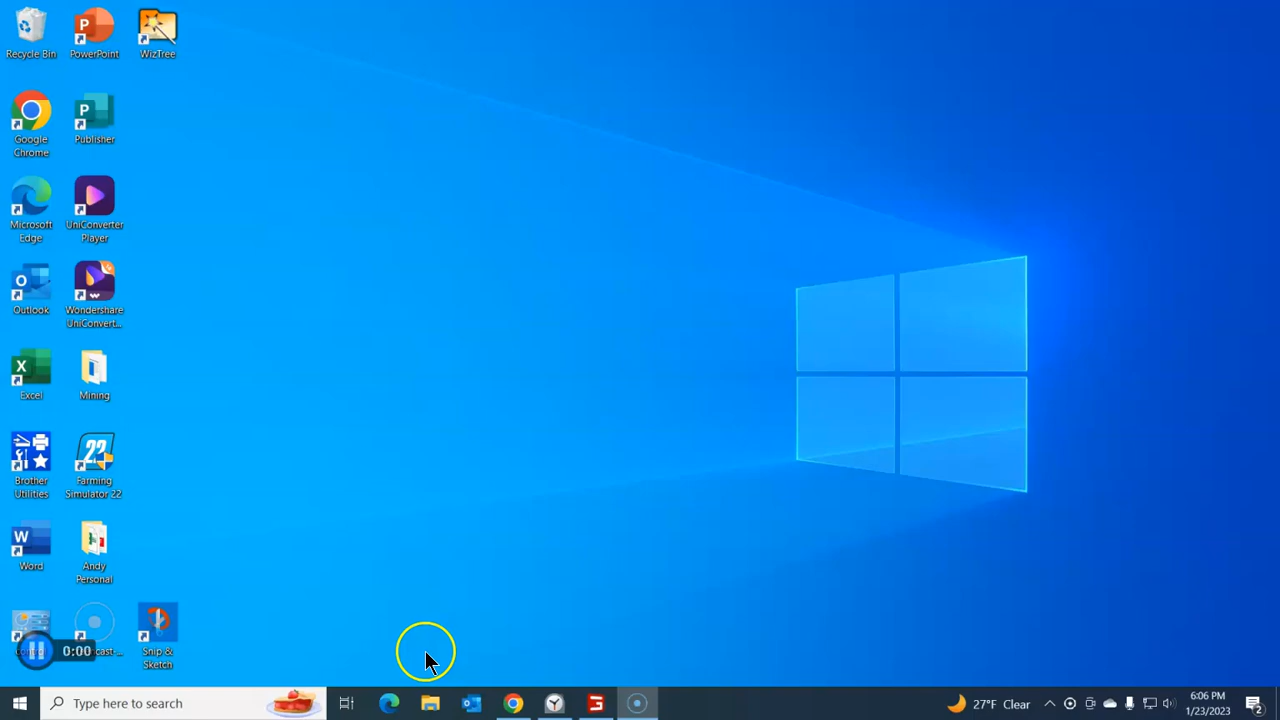 Recycle Bin
PowerPoint
WizTree
Google Chrome
Publisher
Microsoft Edge
UniConverter Player
Outlook
Wondershare UniConvert...
Excel
Mining
Brother Utilities
Farming Simulator 22
Word
Andy Personal
0:00
Snip & Sketch
Type here to search
27°F Clear
6:06 PM
1/23/2023
2